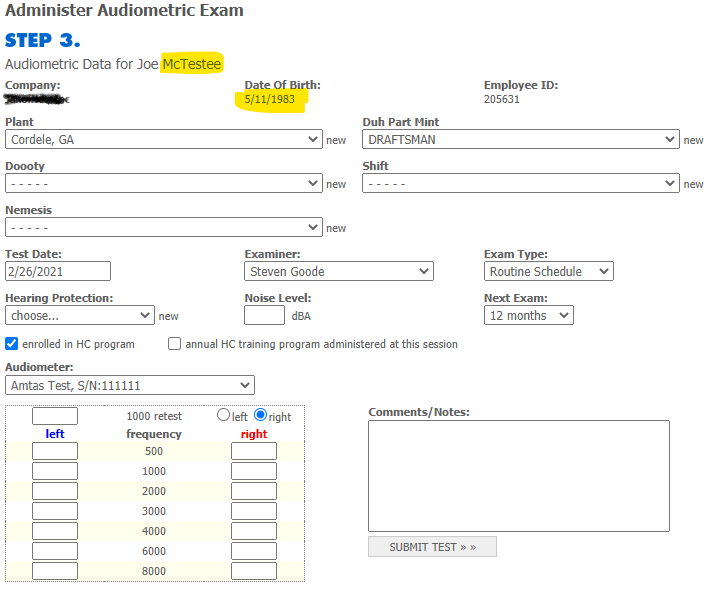 Administer Audiometric Exam
STEP 3.
Audiometric Data for Joe McTestee
Company: Date Of Birth: Employee ID:
5/11/1983 205631
Plant Duh Part Mint
Cordele, GA new DRAFTSMAN new
Doooty Shift
- - - - - new - - - - - new
Nemesis
- - - - - new
Test Date: Examiner: Exam Type:
2/26/2021 Steven Goode Routine Schedule
Hearing Protection: Noise Level: Next Exam:
choose... new dBA 12 months
enrolled in HC program annual HC training program administered at this session
Audiometer:
Amtas Test, S/N:111111
1000 retest left right Comments/Notes:
left frequency right
500
1000
2000
3000
4000
6000
8000
SUBMIT TEST » »